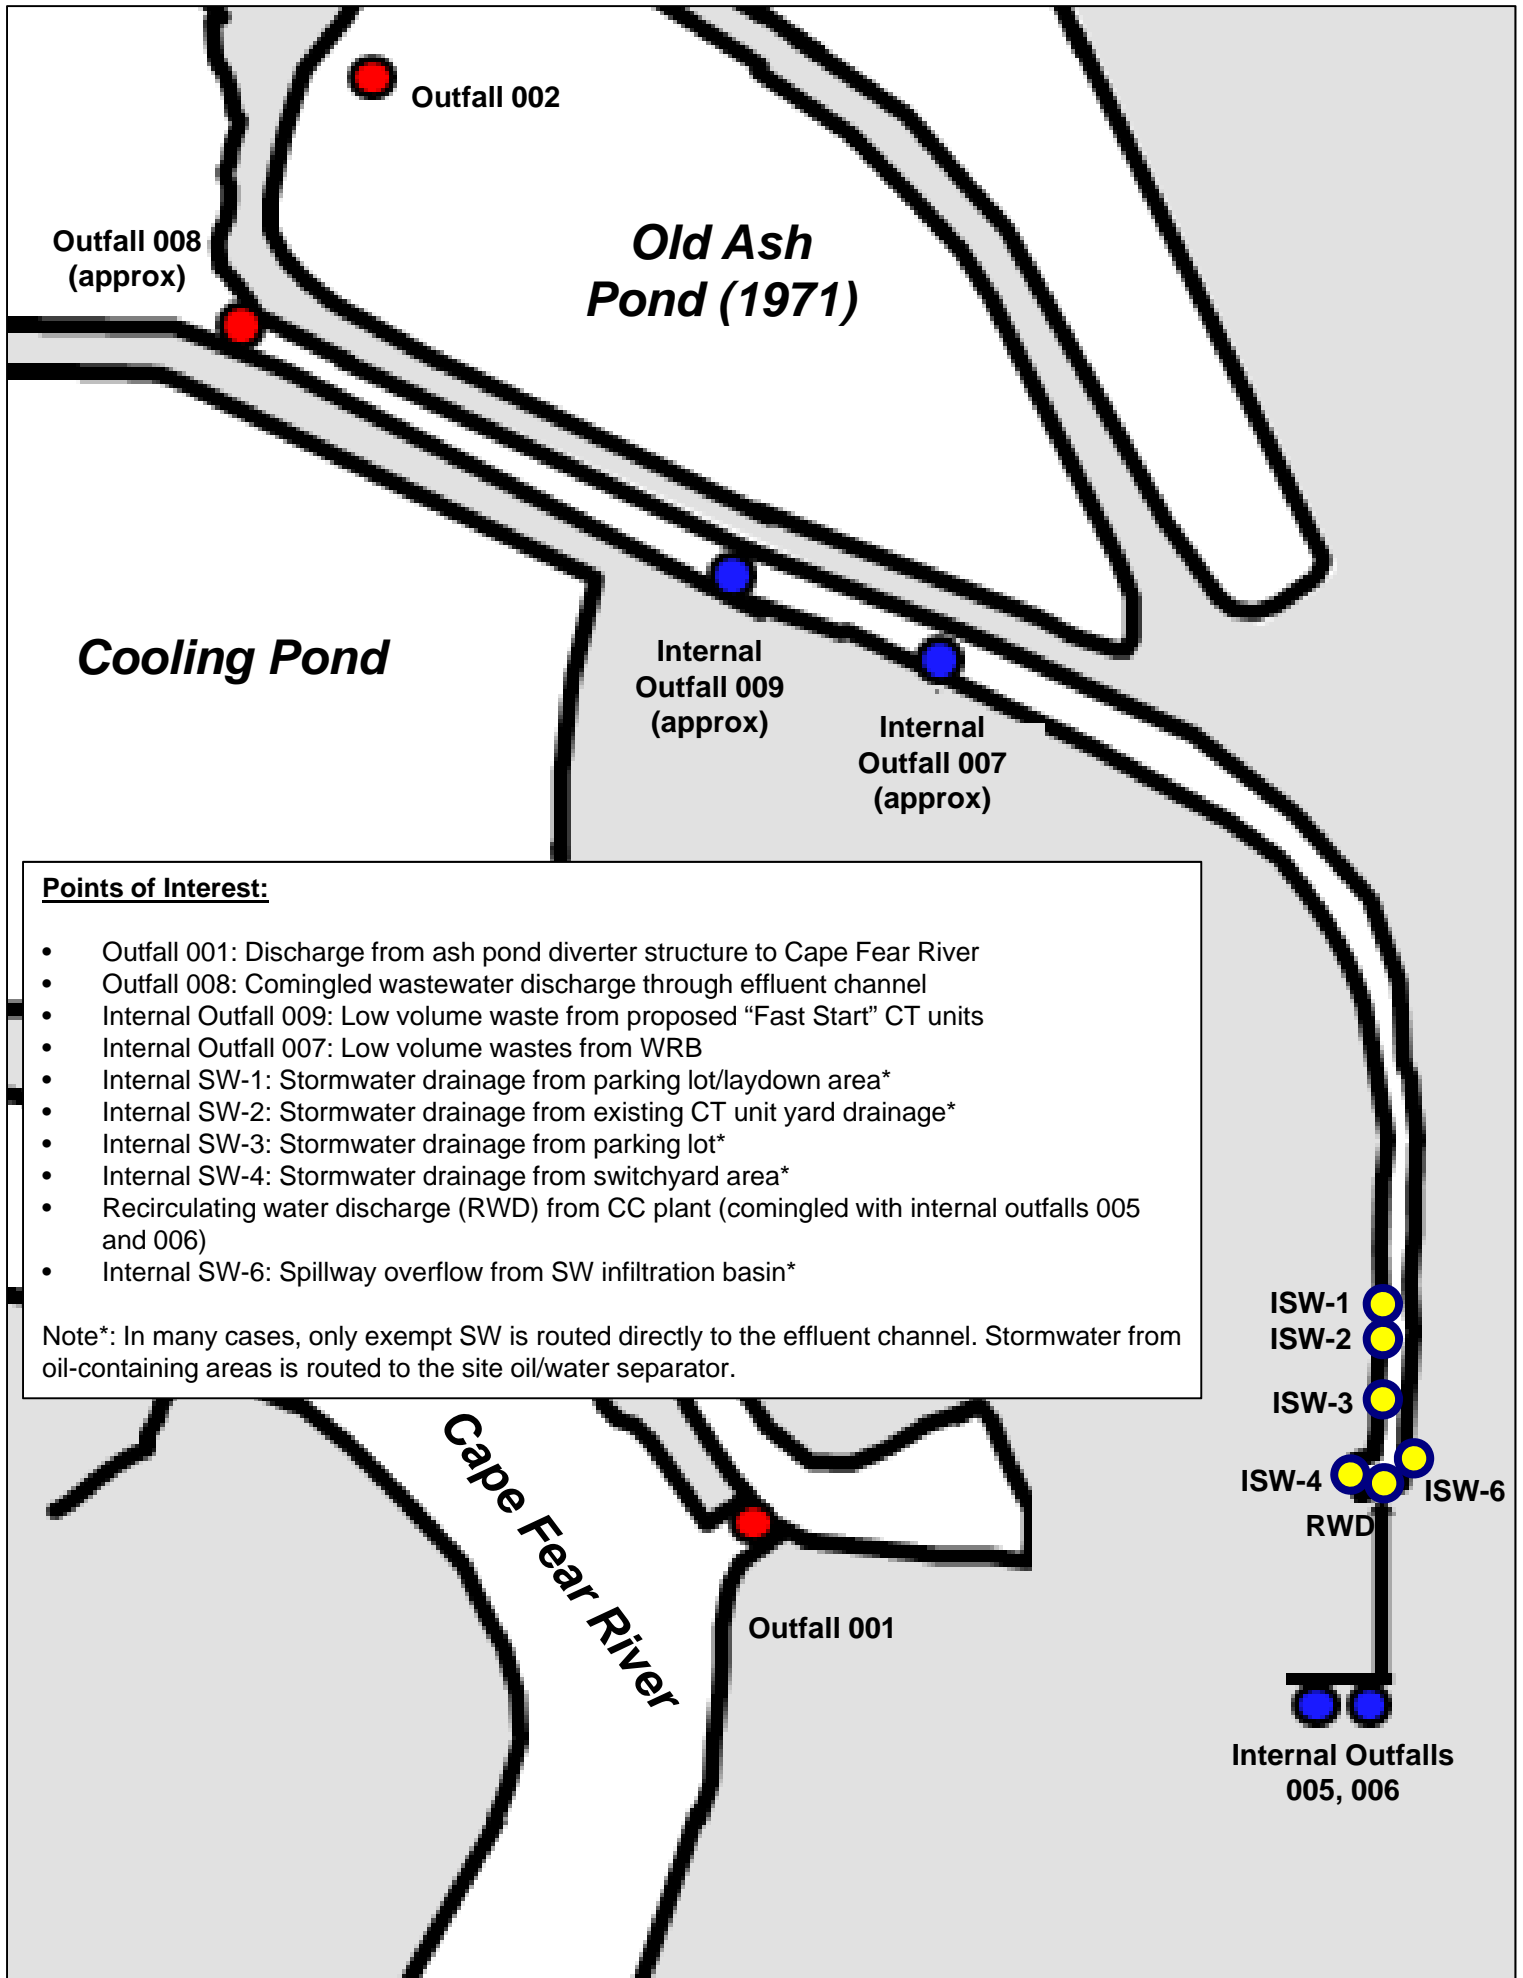 Outfall 002
Outfall 008
(approx)
Old Ash
Pond (1971)
Cooling Pond
Internal
Outfall 009
(approx)
Internal
Outfall 007
(approx)
Points of Interest:
• Outfall 001: Discharge from ash pond diverter structure to Cape Fear River
• Outfall 008: Comingled wastewater discharge through effluent channel
• Internal Outfall 009: Low volume waste from proposed “Fast Start” CT units
• Internal Outfall 007: Low volume wastes from WRB
• Internal SW-1: Stormwater drainage from parking lot/laydown area*
• Internal SW-2: Stormwater drainage from existing CT unit yard drainage*
• Internal SW-3: Stormwater drainage from parking lot*
• Internal SW-4: Stormwater drainage from switchyard area*
• Recirculating water discharge (RWD) from CC plant (comingled with internal outfalls 005
and 006)
• Internal SW-6: Spillway overflow from SW infiltration basin*
Note*: In many cases, only exempt SW is routed directly to the effluent channel. Stormwater from
oil-containing areas is routed to the site oil/water separator.
ISW-1
ISW-2
ISW-3
ISW-4
ISW-6
RWD
Cape Fear River
Outfall 001
Internal Outfalls
005, 006